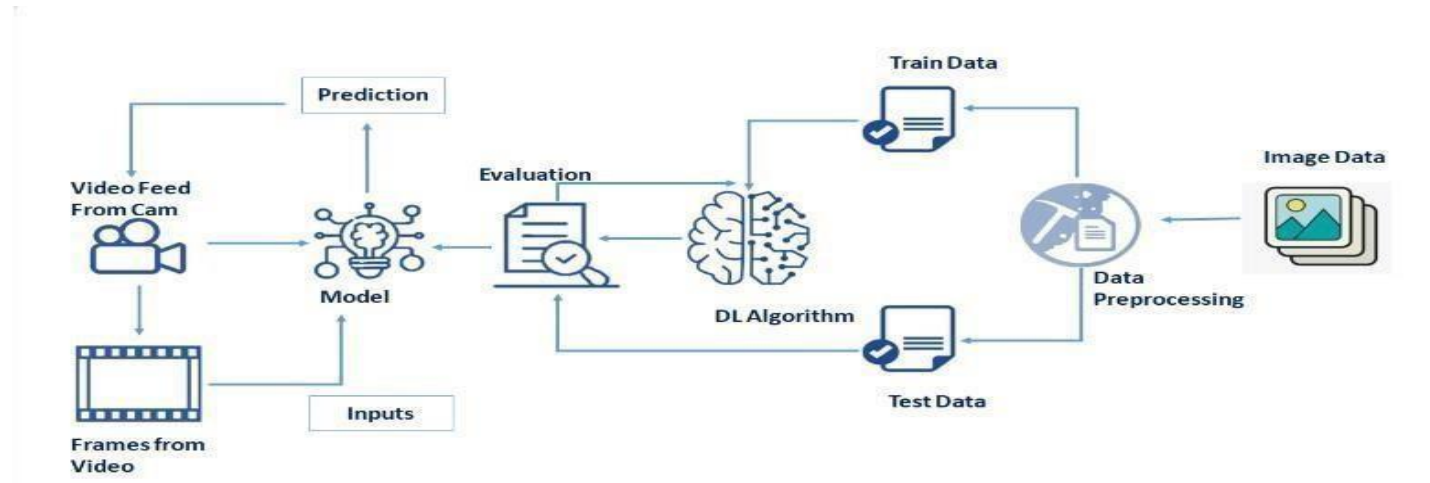 Train Data
Prediction
Image Data
Evaluation
Video Feed
From Cam
Data
Preprocessing
Model
DL Algorithm
Test Data
Inputs
Frames from
Video